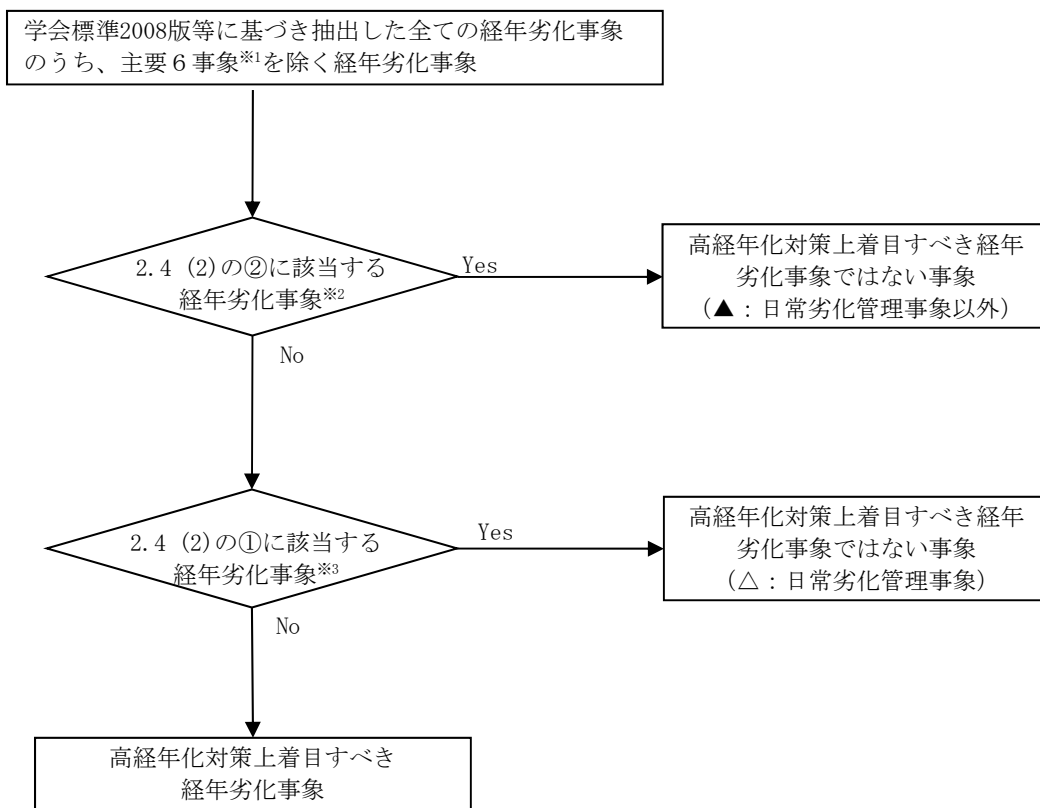 学会標準2008版等に基づき抽出した全ての経年劣化事象
のうち、主要６事象※1を除く経年劣化事象
2.4 (2)の②に該当する
経年劣化事象※2
Yes
高経年化対策上着目すべき経年
劣化事象ではない事象
（▲：日常劣化管理事象以外）
No
2.4 (2)の①に該当する
経年劣化事象※3
Yes
高経年化対策上着目すべき経年
劣化事象ではない事象
（△：日常劣化管理事象）
No
高経年化対策上着目すべき
経年劣化事象